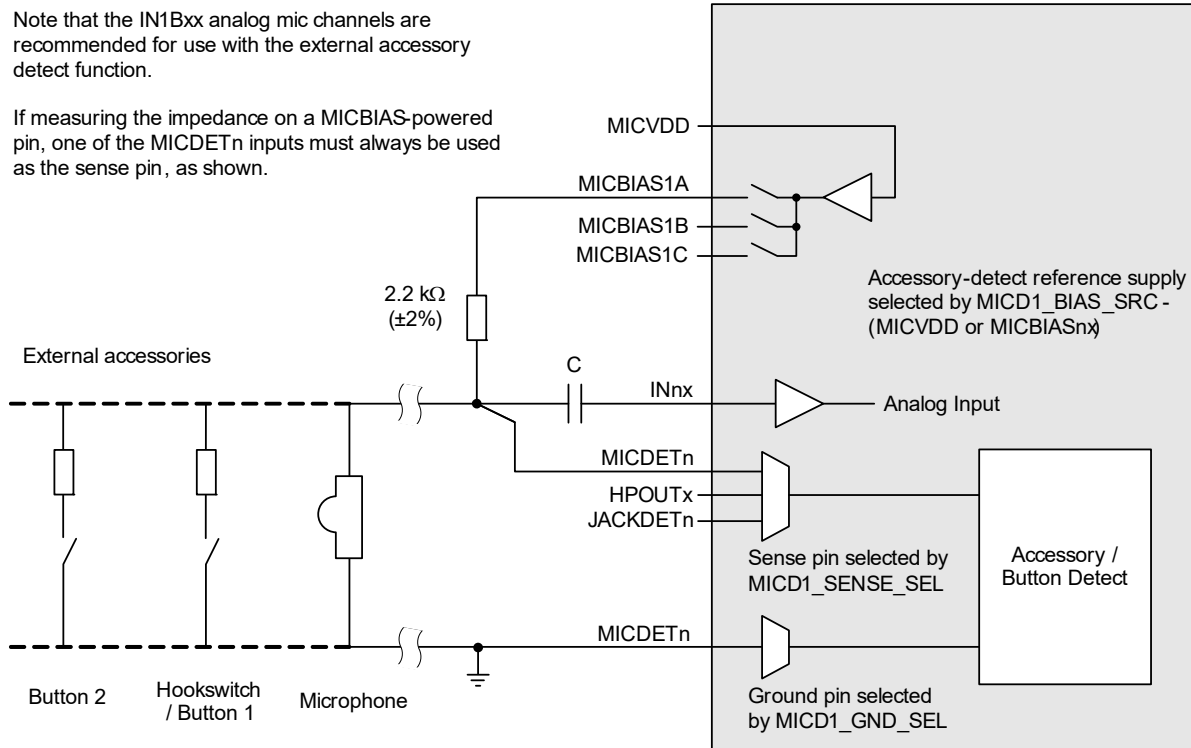 Note that the IN1Bxx analog mic channels are
recommended for use with the external accessory
detect function.
If measuring the impedance on a MICBIAS-powered
pin, one of the MICDETn inputs must always be used
as the sense pin, as shown.
MICVDD
MICBIAS1A
MICBIAS1B
MICBIAS1C
2.2 kΩ
(±2%)
Accessory-detect reference supply
selected by MICD1_BIAS_SRC -
(MICVDD or MICBIASnx)
External accessories
C
INnx
Analog Input
MICDETn
HPOUTx
JACKDETn
Sense pin selected by
MICD1_SENSE_SEL
Accessory /
Button Detect
MICDETn
Ground pin selected
by MICD1_GND_SEL
Button 2
Hookswitch
/ Button 1
Microphone